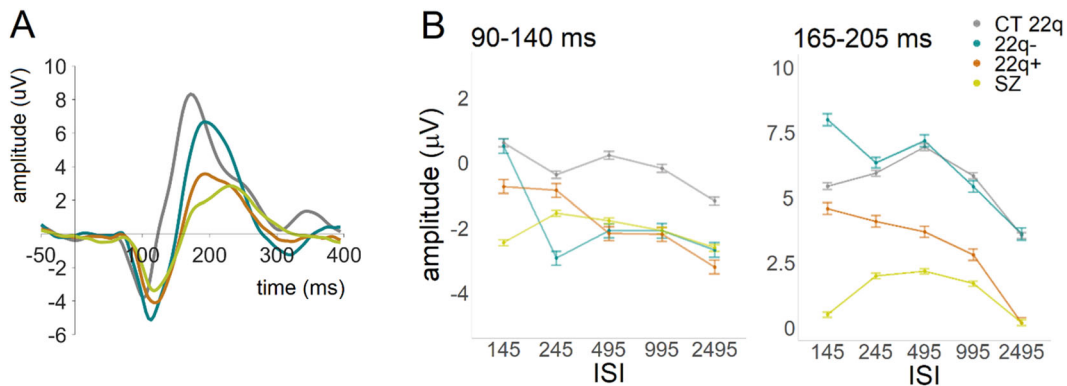 A
amplitude (uV)
10
8
6
4
2
-50
100
200
300
400
-2
-4
-6
time (ms)
B
90-140 ms
amplitude (μV)
2
0
-2
-4
145
245
495
995
2495
ISI
165-205 ms
10
7.5
5
2.5
0
145
245
495
995
2495
ISI
CT 22q
22q-
22q+
SZ